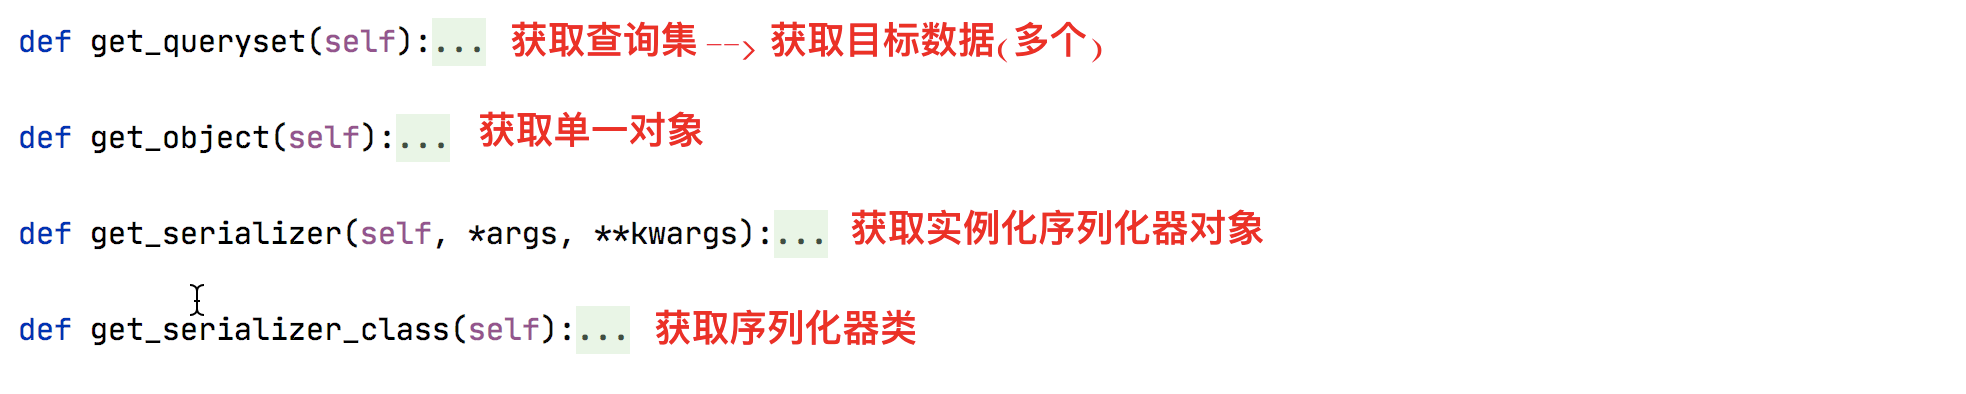 def get_queryset(self):... 获取查询集 --> 获取目标数据(多个)
def get_object(self):... 获取单一对象
def get_serializer(self, *args, **kwargs):... 获取实例化序列化器对象
def get_serializer_class(self):... 获取序列化器类